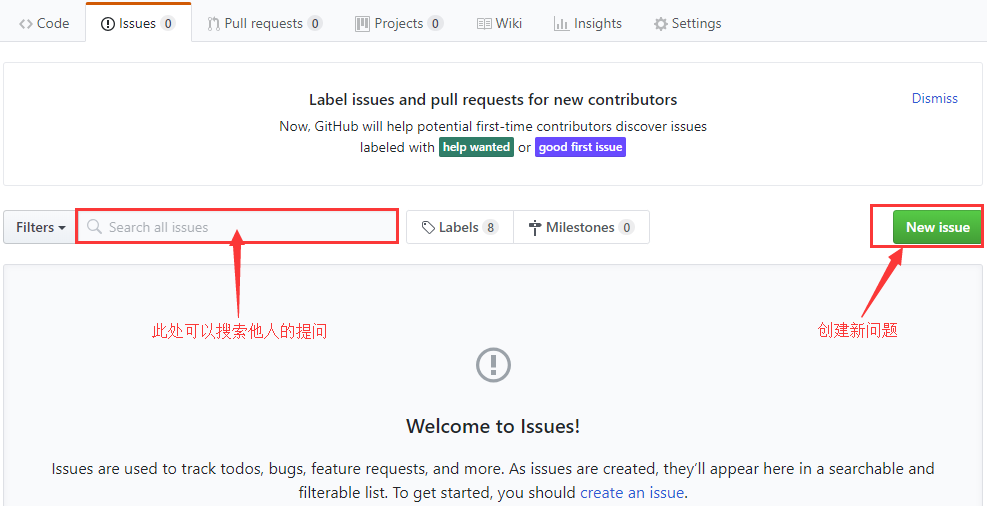 Code Issues 0 Pull requests 0 Projects 0 Wiki Insights Settings
Label issues and pull requests for new contributors
Dismiss
Now, GitHub will help potential first-time contributors discover issues
labeled with help wanted or good first issue
Filters Search all issues Labels 8 Milestones 0 New issue
此处可以搜索他人的提问
创建新问题
Welcome to Issues!
Issues are used to track todos, bugs, feature requests, and more. As issues are created, they’ll appear here in a searchable and
filterable list. To get started, you should create an issue.